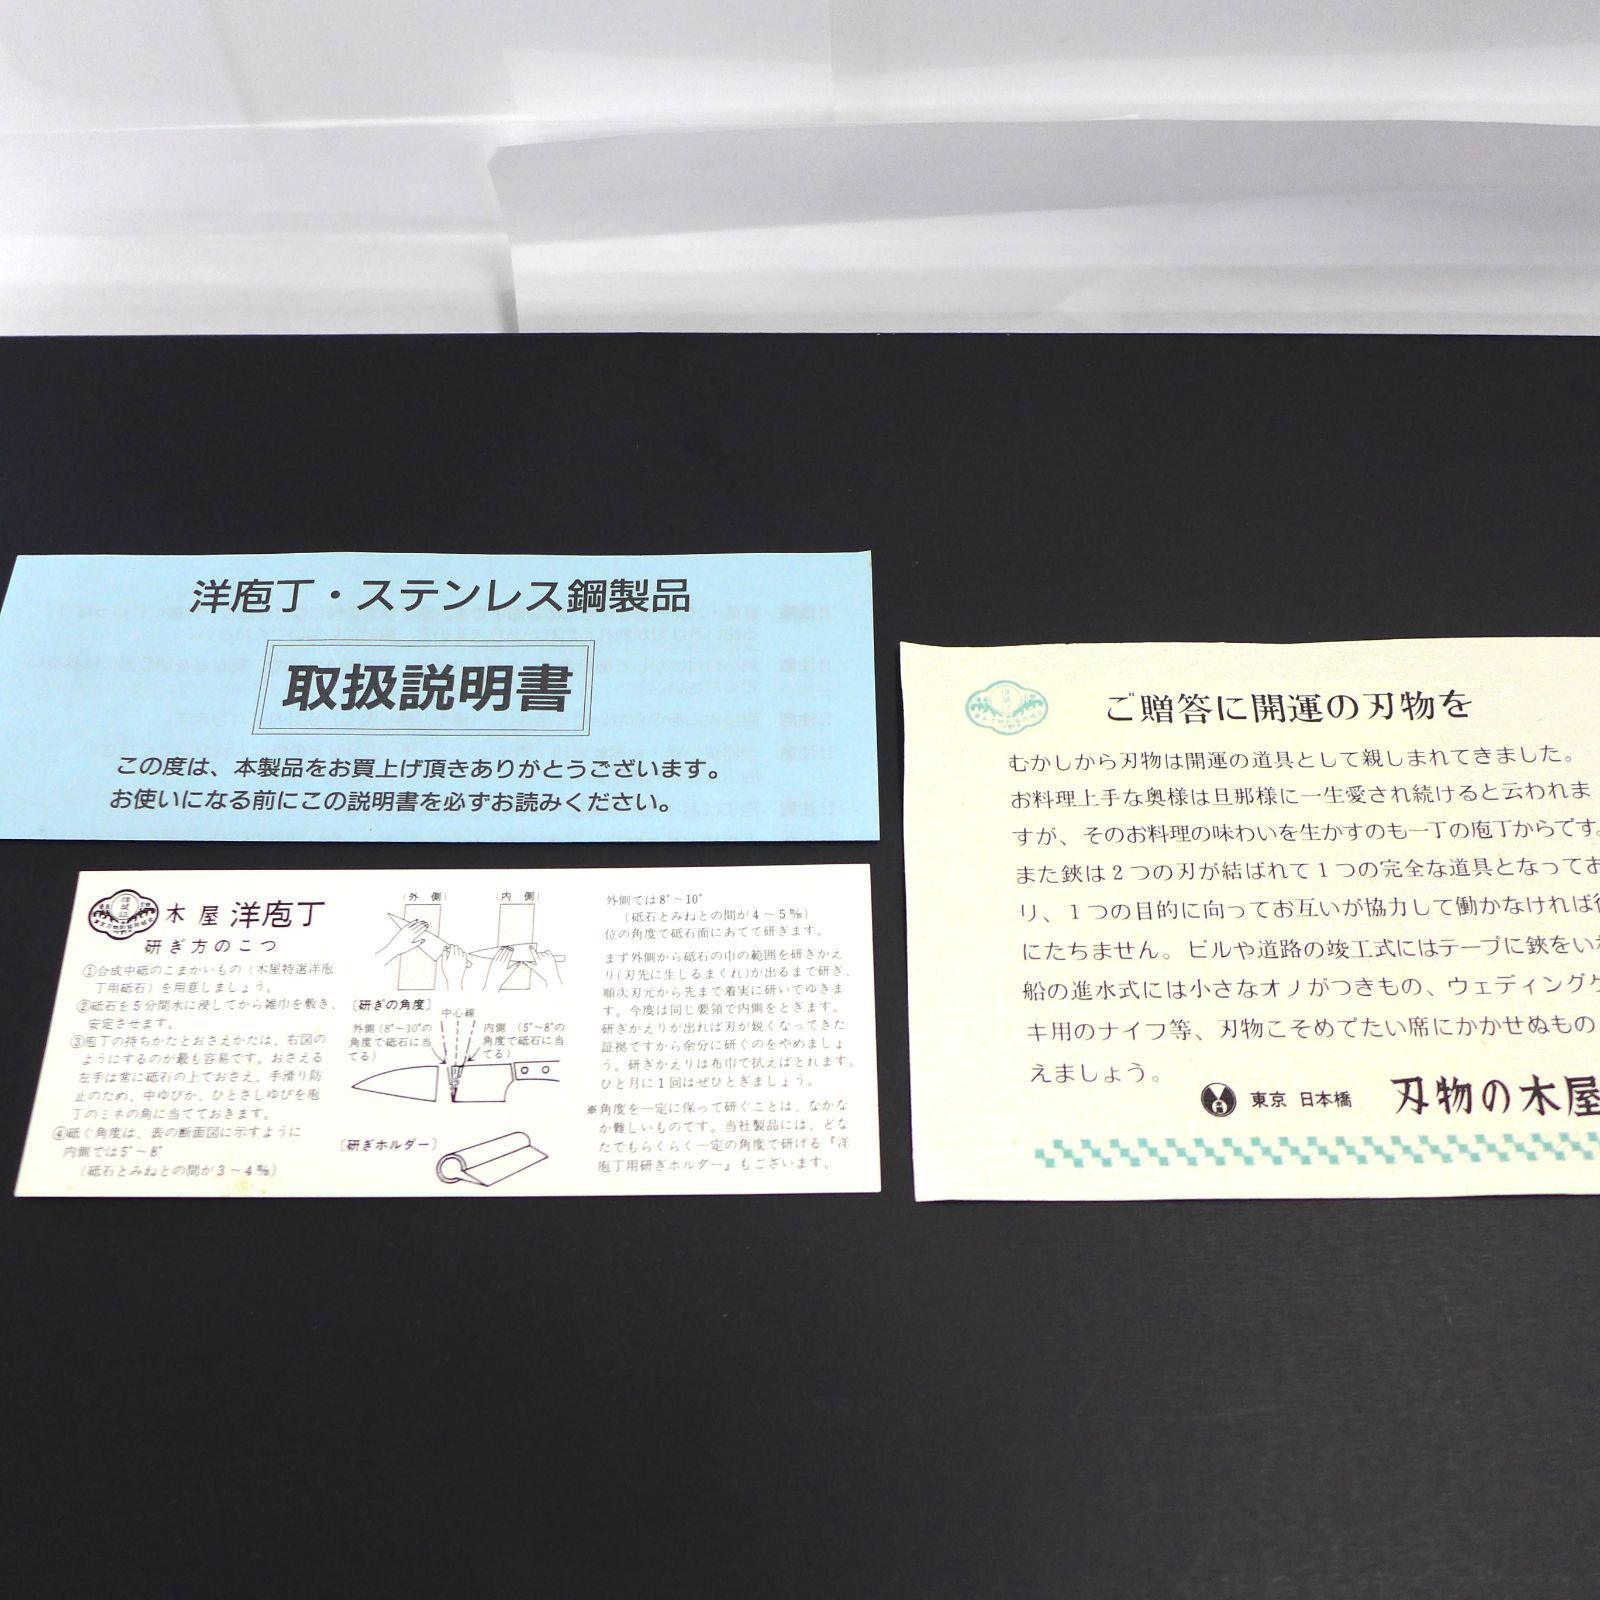 洋庖丁・ステンレス鋼製品
取扱説明書
この度は、本製品をお買上げ頂きありがとうございます。
お使いになる前にこの説明書を必ずお読みください。
木屋 洋庖丁
研ぎ方のこつ
①合成中砥のこまかいもの（木屋特選洋庖
丁用砥石）を用意しましょう。
②砥石を5分間水に浸してから雑巾を敷き、
安定させます。
③庖丁の持ちかたとおさえかたは、右図の
ようにするのが最も容易です。おさえる
左手は常に砥石の上でおさえ、手滑り防
止のため、中ゆびか、ひとさしゆびを庖
丁のミネの角に当てておきます。
④砥ぐ角度は、表の断面図に示すように
内側では5°～8°
（砥石とみねとの間が3～4㎜）
（外側）
（内側）
〔研ぎの角度〕
中心線
外側（8°～10°の
角度で砥石に当
てる）
内側（5°～8°の
角度で砥石に当
てる）
〔研ぎホルダー〕
外側では8°～10°
（砥石とみねとの間が4～5㎜）
位の角度で砥石面にあてて研ぎます。
まず外側から砥石の巾の範囲を研ぎかえ
り（刃先に生じるまくれ）が出るまで研ぎ、
順次刃元から先まで着実に研いでゆきま
す。今度は同じ要領で内側をとぎます。
研ぎかえりが出れば刃が鋭くなってきた
証拠ですから余分に研ぐのをやめましょ
う。研ぎかえりは布巾で拭えばとれます。
ひと月に1回はぜひとぎましょう。
※角度を一定に保って研ぐことは、なかな
か難しいものです。当社製品には、どな
たでもらくらく一定の角度で研げる『洋
庖丁用研ぎホルダー』もございます。
ご贈答に開運の刃物を
むかしから刃物は開運の道具として親しまれてきました。
お料理上手な奥様は旦那様に一生愛され続けると云われま
すが、そのお料理の味わいを生かすのも一丁の庖丁からです。
また鋏は2つの刃が結ばれて1つの完全な道具となってお
り、1つの目的に向ってお互いが協力して働かなければ
にたちません。ビルや道路の竣工式にはテープに鋏をい
船の進水式には小さなオノがつきもの、ウェディングケ
キ用のナイフ等、刃物こそめでたい席にかかせぬもの
えましょう。
東京 日本橋 刃物の木屋